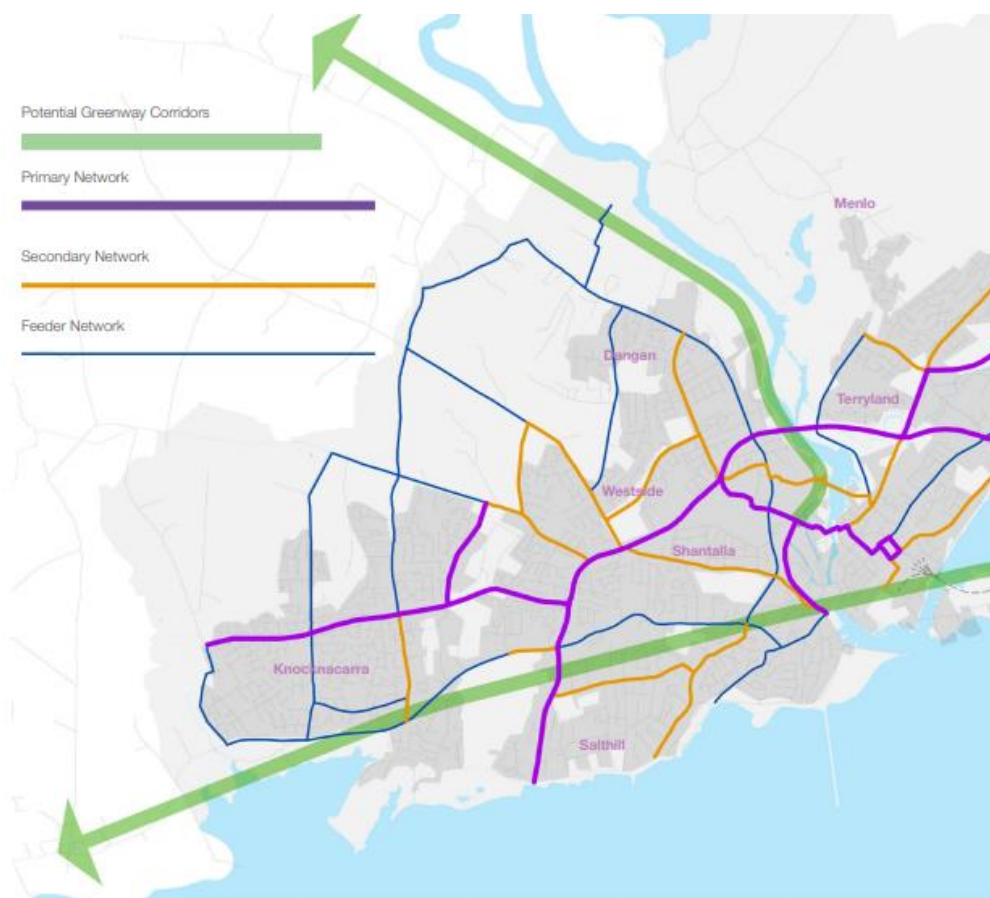 Potential Greenway Corridors
Primary Network
Secondary Network
Feeder Network
Menlo
Dangan
Terryland
Westside
Shantalla
Knocknacarra
Salthill